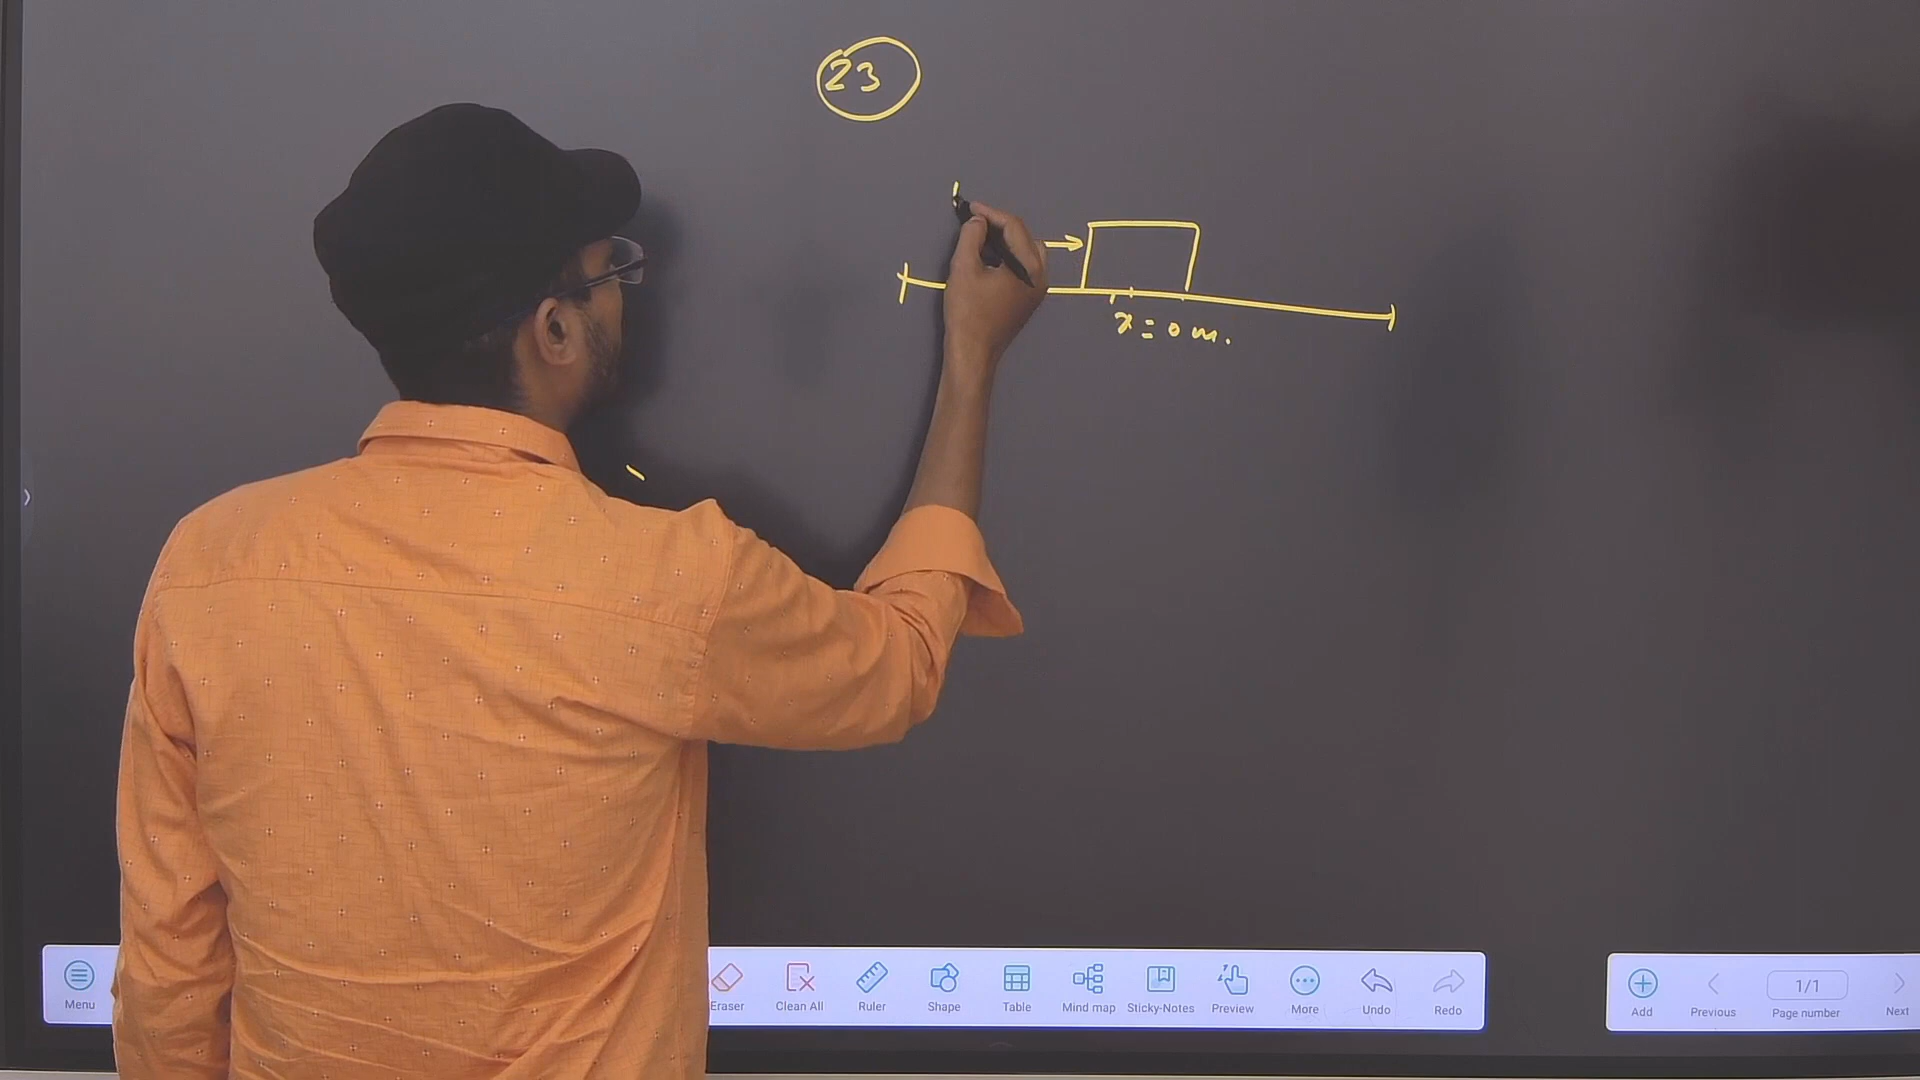 23
x = 0 m.
Menu
Eraser
Clean All
Ruler
Shape
Table
Mind map
Sticky-Notes
Preview
More
Undo
Redo
Add
Previous
1/1
Page number
Next